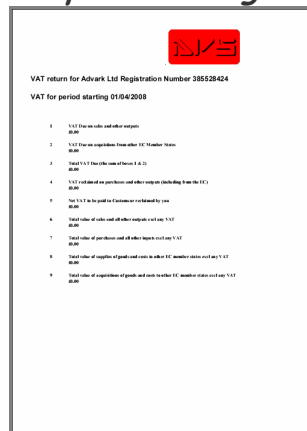 VAT return for Advark Ltd Registration Number 385528424
VAT for period starting 01/04/2008
1 VAT Due on sales and other outputs
£0.00
2 VAT Due on acquisitions from other EC Member States
£0.00
3 Total VAT Due (the sum of boxes 1 & 2)
£0.00
4 VAT reclaimed on purchases and other outputs (including from the EC)
£0.00
5 Net VAT to be paid to Customs or reclaimed by you
£0.00
6 Total value of sales and all other outputs excl any VAT
£0.00
7 Total value of purchases and all other inputs excl any VAT
£0.00
8 Total value of supplies of goods and costs in other EC member states excl any VAT
£0.00
9 Total value of acquisitions of goods and costs to other EC member states excl any VAT
£0.00